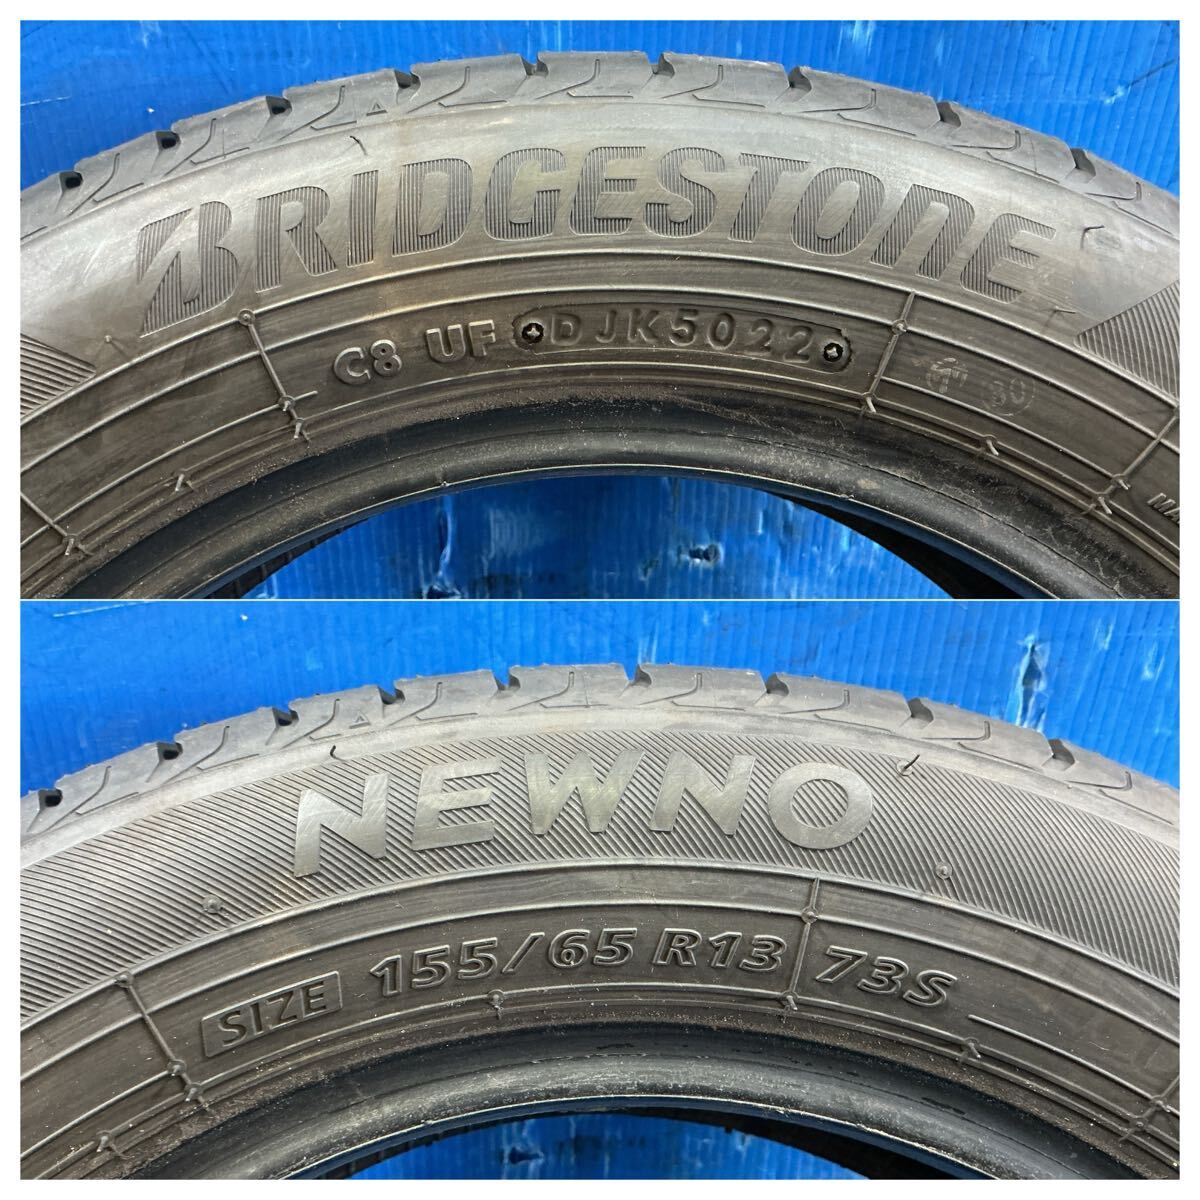 BRIDGESTONE
C8 UF DJK5022
NEWNO
SIZE 155/65 R13 73S